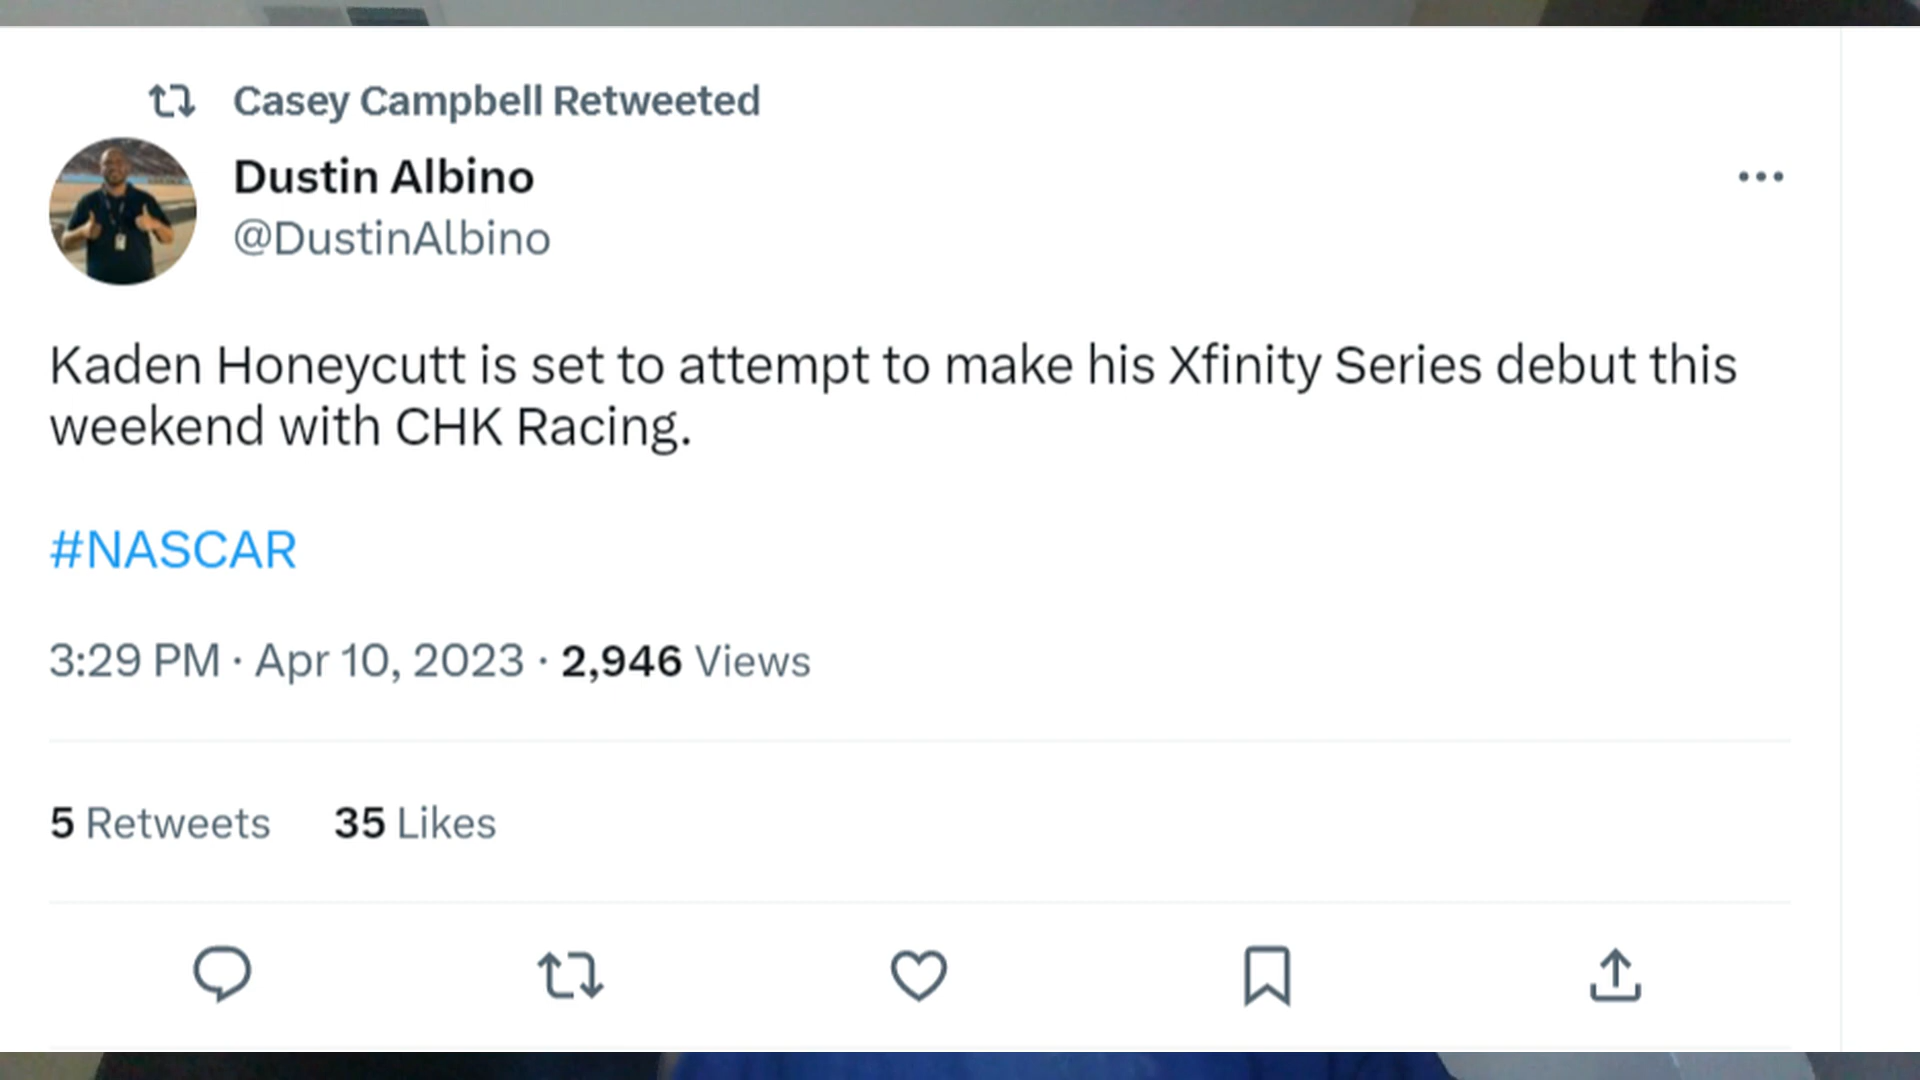 Casey Campbell Retweeted
Dustin Albino
@DustinAlbino
Kaden Honeycutt is set to attempt to make his Xfinity Series debut this
weekend with CHK Racing.
#NASCAR
3:29 PM · Apr 10, 2023 · 2,946 Views
5 Retweets 35 Likes